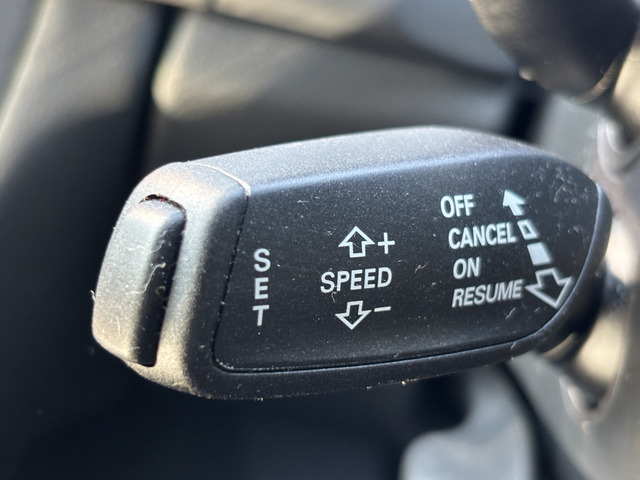 SET
+
SPEED
−
OFF
CANCEL
ON
RESUME